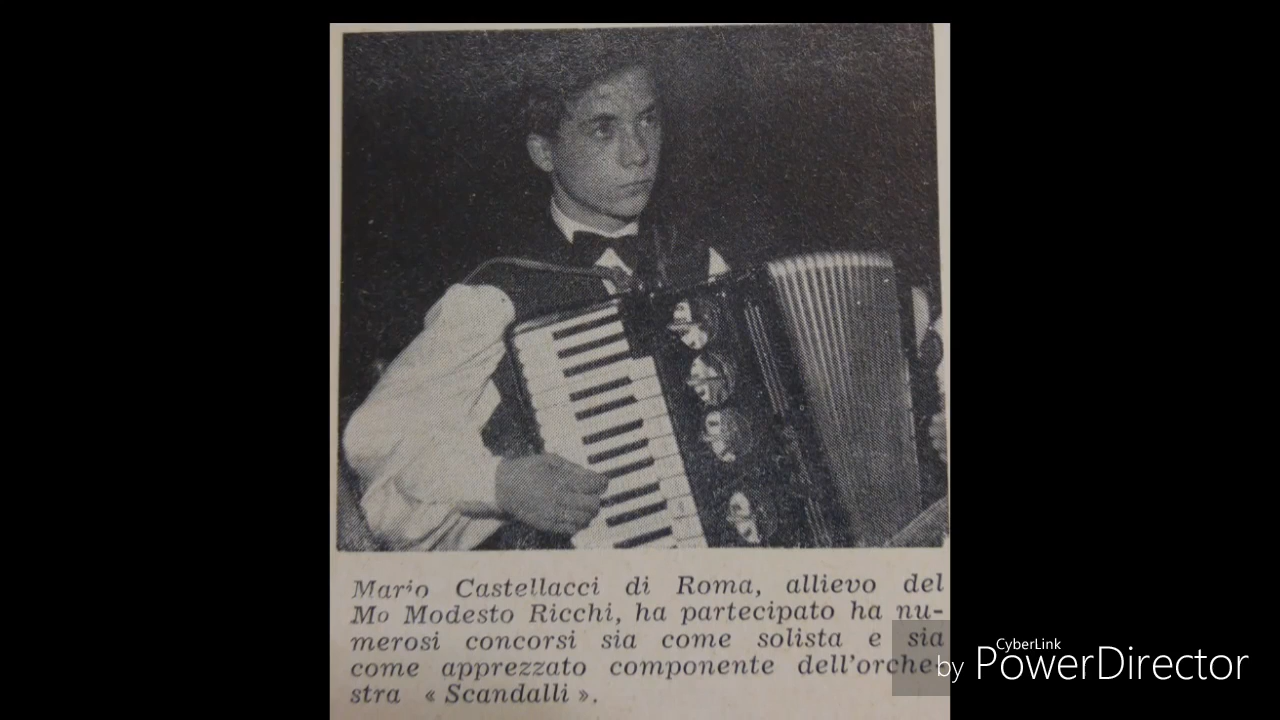 Mario Castellacci di Roma, allievo del
Mo Modesto Ricchi, ha partecipato ha nu-
merosi concorsi sia come solista e sia
come apprezzato componente dell'orche-
stra « Scandalli ».
CyberLink
by PowerDirector